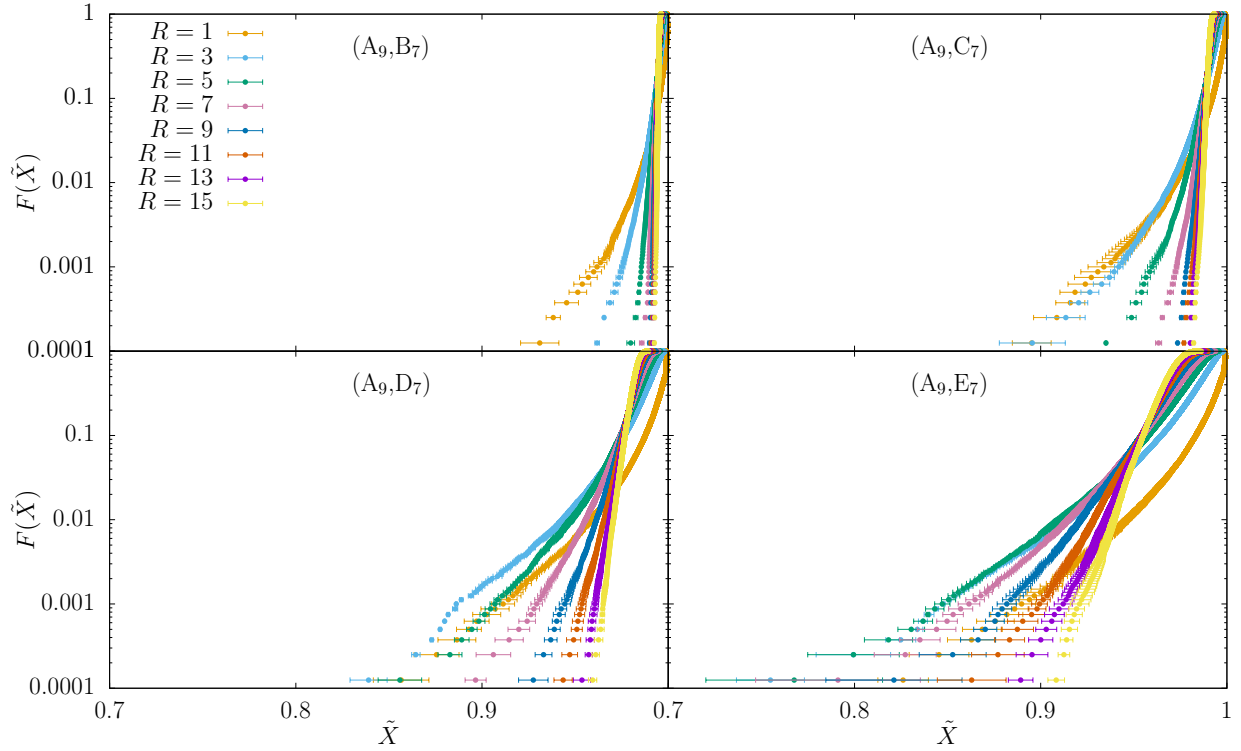 1
0.1
0.01
0.001
0.0001
F(X̃)
R = 1
R = 3
R = 5
R = 7
R = 9
R = 11
R = 13
R = 15
(A₉,B₇)
(A₉,C₇)
0.1
0.01
0.001
0.0001
F(X̃)
(A₉,D₇)
(A₉,E₇)
0.7 0.8 0.9 0.7 0.8 0.9 1
X̃ X̃